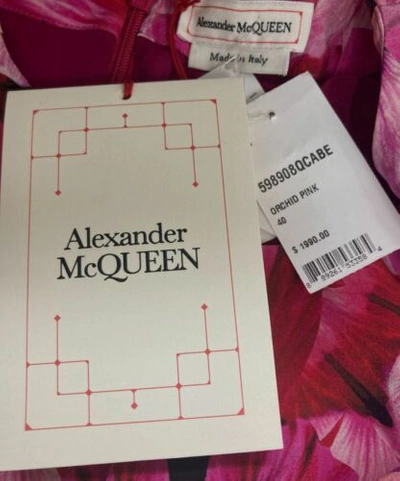 Alexander McQUEEN
Made in Italy
598908QCABE
ORCHID PINK
40
$ 1990.00
Alexander
McQUEEN